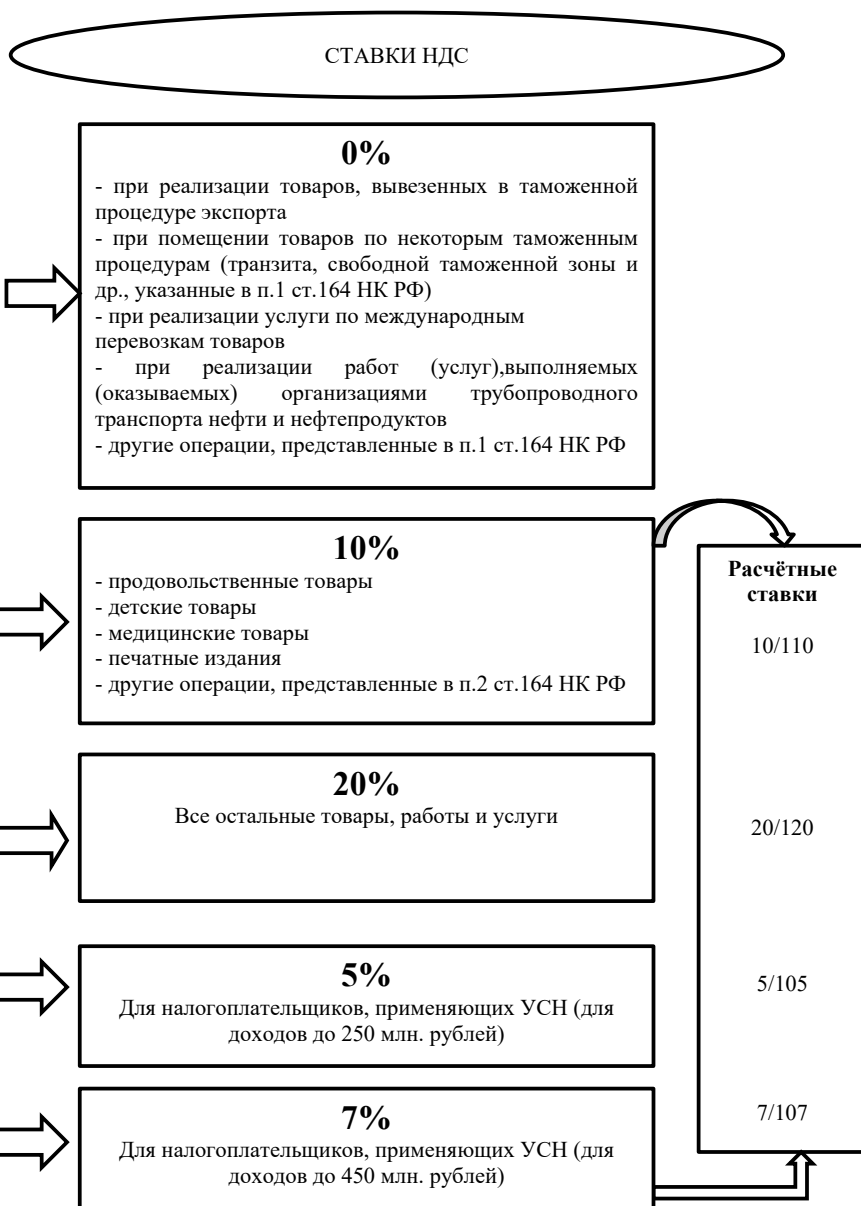 СТАВКИ НДС
0%
- при реализации товаров, вывезенных в таможенной
процедуре экспорта
- при помещении товаров по некоторым таможенным
процедурам (транзита, свободной таможенной зоны и
др., указанные в п.1 ст.164 НК РФ)
- при реализации услуги по международным
перевозкам товаров
- при реализации работ (услуг),выполняемых
(оказываемых) организациями трубопроводного
транспорта нефти и нефтепродуктов
- другие операции, представленные в п.1 ст.164 НК РФ
10%
- продовольственные товары
- детские товары
- медицинские товары
- печатные издания
- другие операции, представленные в п.2 ст.164 НК РФ
20%
Все остальные товары, работы и услуги
5%
Для налогоплательщиков, применяющих УСН (для
доходов до 250 млн. рублей)
7%
Для налогоплательщиков, применяющих УСН (для
доходов до 450 млн. рублей)
Расчётные
ставки
10/110
20/120
5/105
7/107